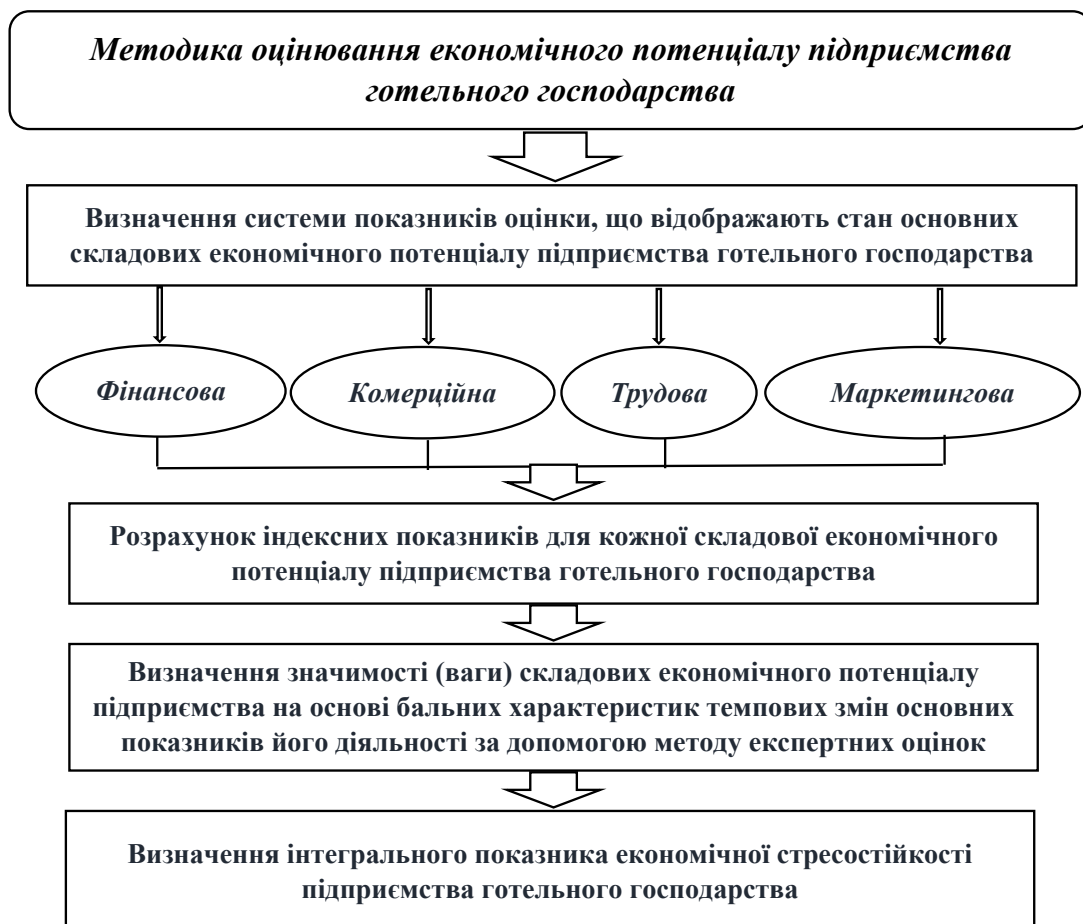 Методика оцінювання економічного потенціалу підприємства
готельного господарства
Визначення системи показників оцінки, що відображають стан основних
складових економічного потенціалу підприємства готельного господарства
Фінансова
Комерційна
Трудова
Маркетингова
Розрахунок індексних показників для кожної складової економічного
потенціалу підприємства готельного господарства
Визначення значимості (ваги) складових економічного потенціалу
підприємства на основі бальних характеристик темпових змін основних
показників його діяльності за допомогою методу експертних оцінок
Визначення інтегрального показника економічної стресостійкості
підприємства готельного господарства